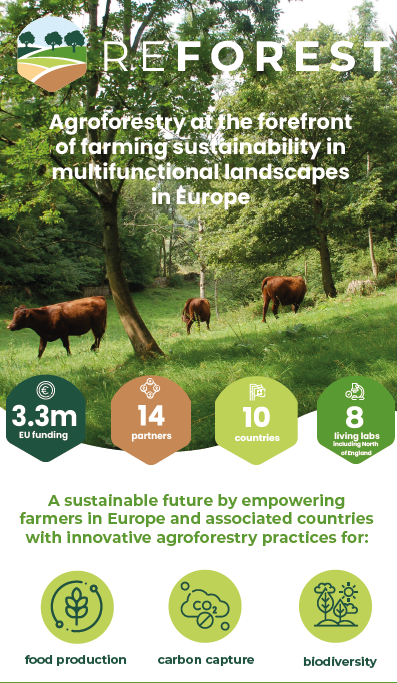 REFOREST
Agroforestry at the forefront
of farming sustainability in
multifunctional landscapes
in Europe
3.3m
EU funding
14
partners
10
countries
8
living labs
including North
of England
A sustainable future by empowering
farmers in Europe and associated countries
with innovative agroforestry practices for:
CO2
food production
carbon capture
biodiversity